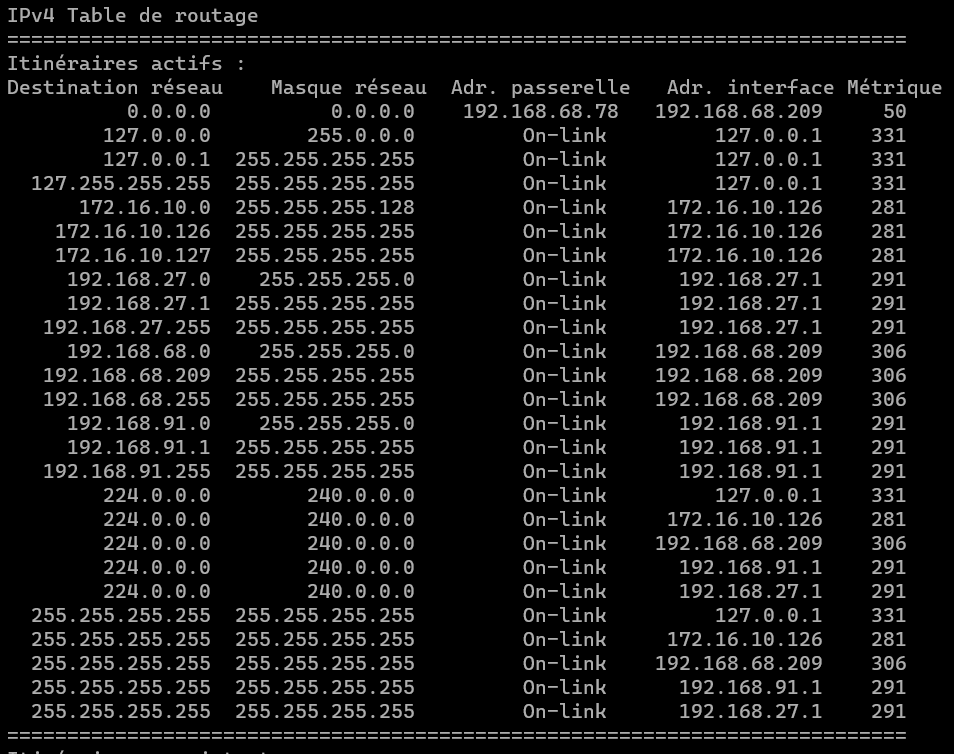 IPv4 Table de routage
===========================================================================
Itinéraires actifs :
Destination réseau    Masque réseau  Adr. passerelle   Adr. interface Métrique
          0.0.0.0          0.0.0.0    192.168.68.78   192.168.68.209     50
        127.0.0.0        255.0.0.0         On-link         127.0.0.1    331
        127.0.0.1  255.255.255.255         On-link         127.0.0.1    331
  127.255.255.255  255.255.255.255         On-link         127.0.0.1    331
      172.16.10.0  255.255.255.128         On-link     172.16.10.126    281
    172.16.10.126  255.255.255.255         On-link     172.16.10.126    281
    172.16.10.127  255.255.255.255         On-link     172.16.10.126    281
     192.168.27.0    255.255.255.0         On-link      192.168.27.1    291
     192.168.27.1  255.255.255.255         On-link      192.168.27.1    291
   192.168.27.255  255.255.255.255         On-link      192.168.27.1    291
     192.168.68.0    255.255.255.0         On-link    192.168.68.209    306
   192.168.68.209  255.255.255.255         On-link    192.168.68.209    306
   192.168.68.255  255.255.255.255         On-link    192.168.68.209    306
     192.168.91.0    255.255.255.0         On-link      192.168.91.1    291
     192.168.91.1  255.255.255.255         On-link      192.168.91.1    291
   192.168.91.255  255.255.255.255         On-link      192.168.91.1    291
        224.0.0.0        240.0.0.0         On-link         127.0.0.1    331
        224.0.0.0        240.0.0.0         On-link     172.16.10.126    281
        224.0.0.0        240.0.0.0         On-link    192.168.68.209    306
        224.0.0.0        240.0.0.0         On-link      192.168.91.1    291
        224.0.0.0        240.0.0.0         On-link      192.168.27.1    291
  255.255.255.255  255.255.255.255         On-link         127.0.0.1    331
  255.255.255.255  255.255.255.255         On-link     172.16.10.126    281
  255.255.255.255  255.255.255.255         On-link    192.168.68.209    306
  255.255.255.255  255.255.255.255         On-link      192.168.91.1    291
  255.255.255.255  255.255.255.255         On-link      192.168.27.1    291
===========================================================================